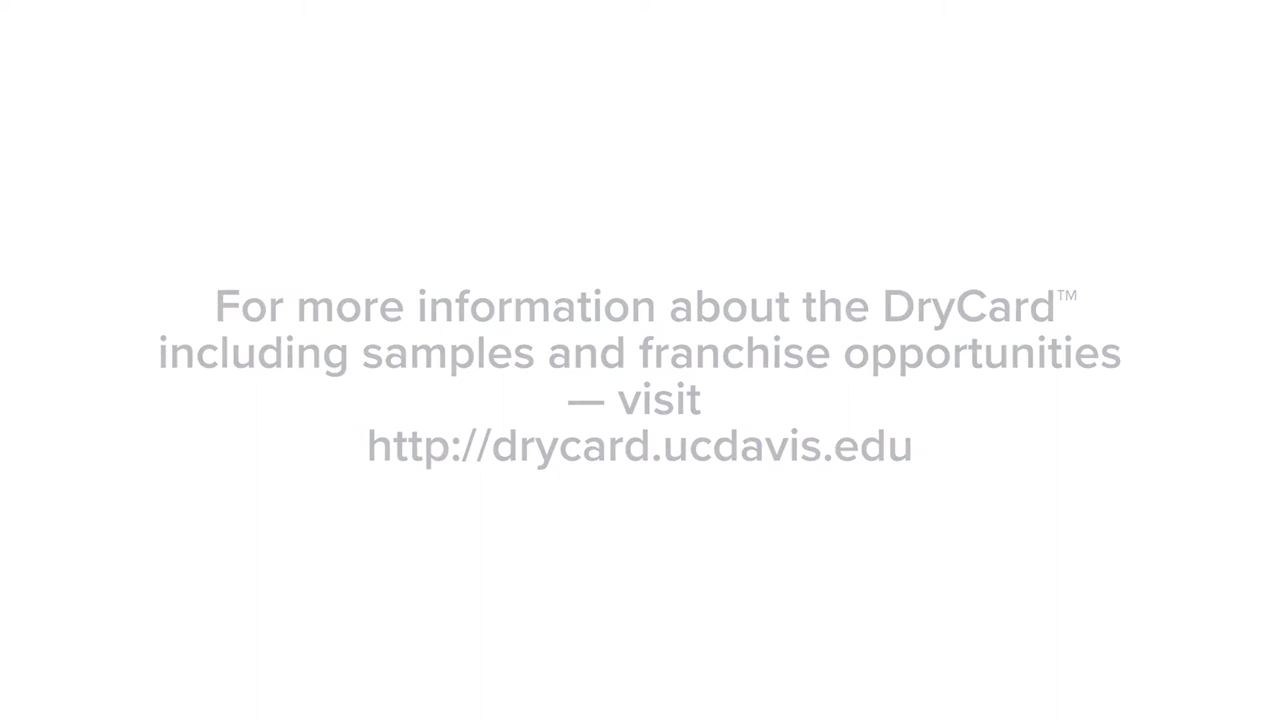 For more information about the DryCard™
including samples and franchise opportunities
— visit
http://drycard.ucdavis.edu